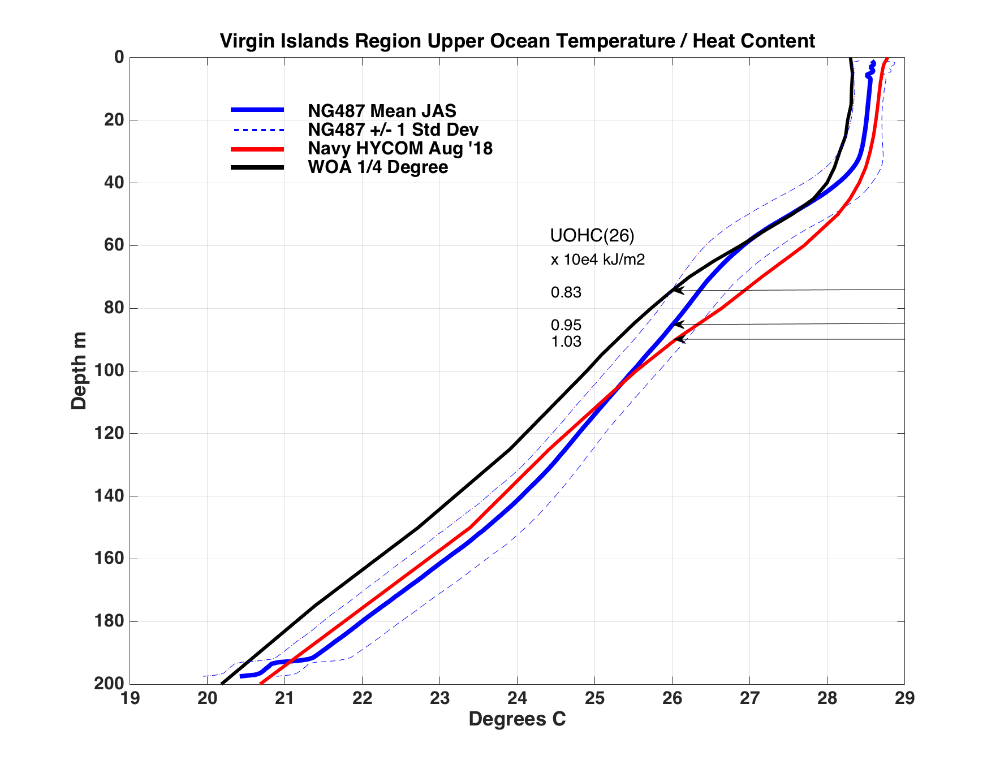 Virgin Islands Region Upper Ocean Temperature / Heat Content
0
20
40
60
80
100
120
140
160
180
200
Depth m
NG487 Mean JAS
NG487 +/- 1 Std Dev
Navy HYCOM Aug '18
WOA 1/4 Degree
UOHC(26)
x 10e4 kJ/m2
0.83
0.95
1.03
19 20 21 22 23 24 25 26 27 28 29
Degrees C